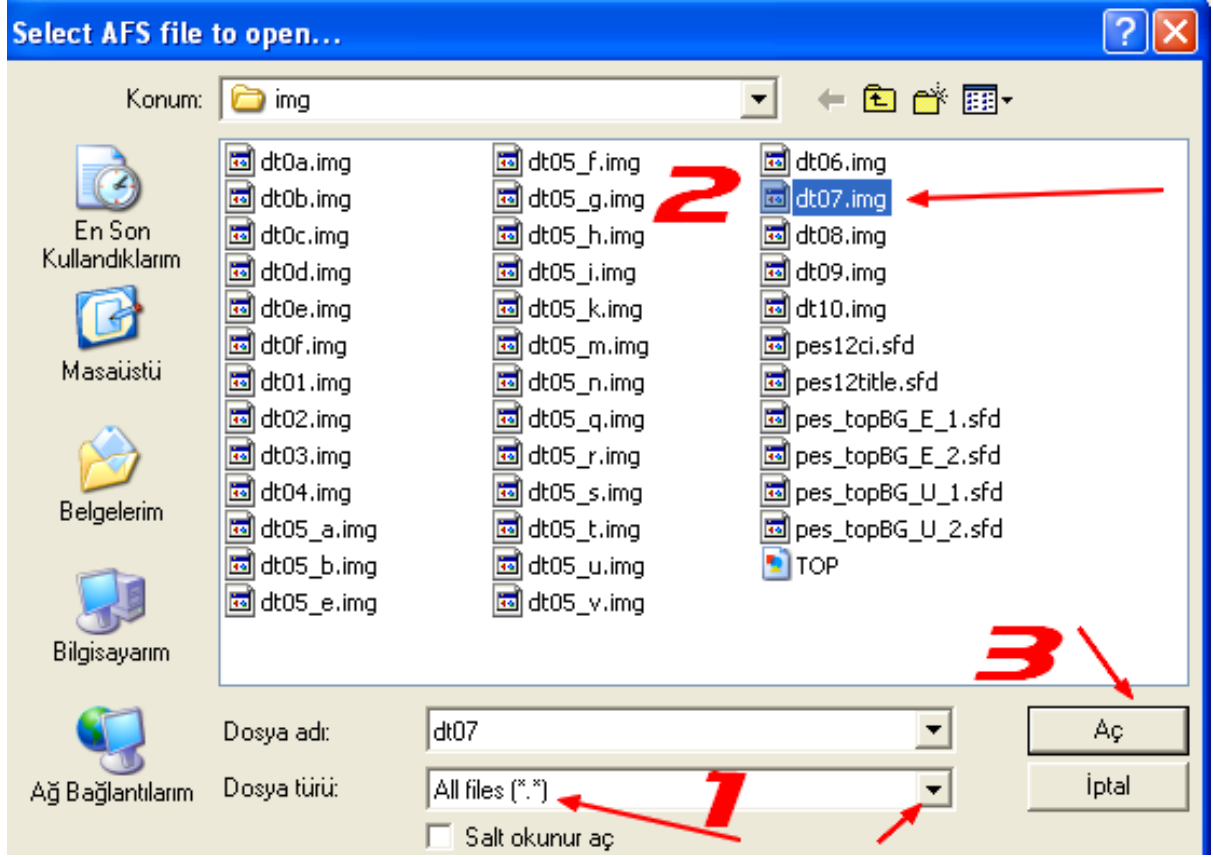 Select AFS file to open...
Konum: img
En Son
Kullandıklarım
Masaüstü
Belgelerim
Bilgisayarım
Ağ Bağlantılarım
dt0a.img
dt0b.img
dt0c.img
dt0d.img
dt0e.img
dt0f.img
dt01.img
dt02.img
dt03.img
dt04.img
dt05_a.img
dt05_b.img
dt05_e.img
dt05_f.img
dt05_g.img
dt05_h.img
dt05_i.img
dt05_k.img
dt05_m.img
dt05_n.img
dt05_q.img
dt05_r.img
dt05_s.img
dt05_t.img
dt05_u.img
dt05_v.img
2
dt06.img
dt07.img
dt08.img
dt09.img
dt10.img
pes12ci.sfd
pes12title.sfd
pes_topBG_E_1.sfd
pes_topBG_E_2.sfd
pes_topBG_U_1.sfd
pes_topBG_U_2.sfd
TOP
3
Dosya adı: dt07 Aç
Dosya türü: All files (*.*) 1 İptal
Salt okunur aç